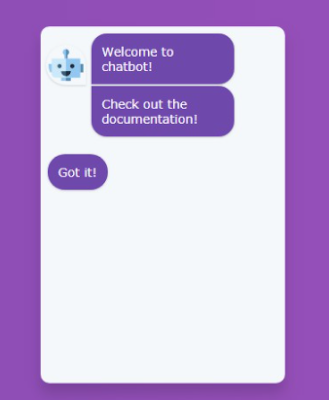 Welcome to
chatbot!
Check out the
documentation!
Got it!